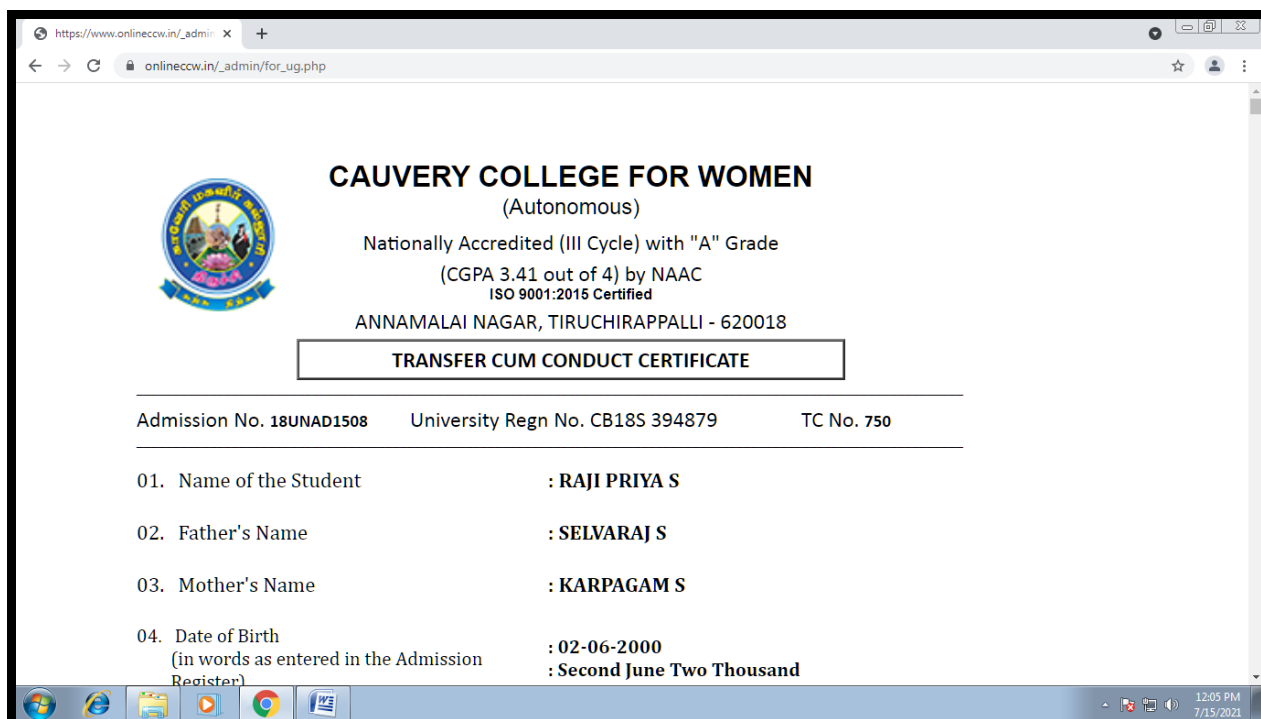 https://www.onlineccw.in/_admin
onlineccw.in/_admin/for_ug.php
CAUVERY COLLEGE FOR WOMEN
(Autonomous)
Nationally Accredited (III Cycle) with "A" Grade
(CGPA 3.41 out of 4) by NAAC
ISO 9001:2015 Certified
ANNAMALAI NAGAR, TIRUCHIRAPPALLI - 620018
TRANSFER CUM CONDUCT CERTIFICATE
Admission No. 18UNAD1508 University Regn No. CB18S 394879 TC No. 750
01. Name of the Student : RAJI PRIYA S
02. Father's Name : SELVARAJ S
03. Mother's Name : KARPAGAM S
04. Date of Birth : 02-06-2000
(in words as entered in the Admission : Second June Two Thousand
Register)
12:05 PM
7/15/2021